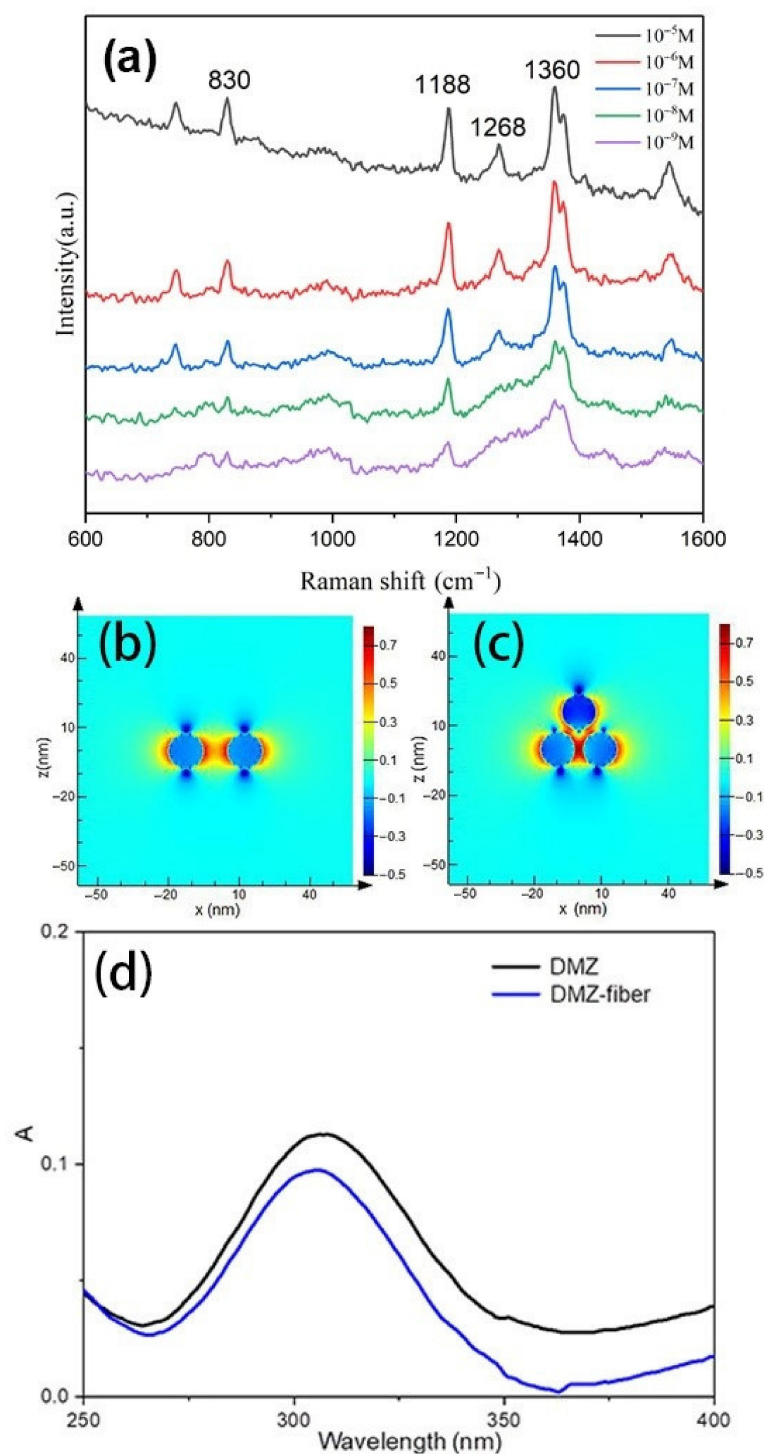 (a)
10⁻⁵M
10⁻⁶M
10⁻⁷M
10⁻⁸M
10⁻⁹M
830
1188
1268
1360
Intensity(a.u.)
600 800 1000 1200 1400 1600
Raman shift (cm⁻¹)
(b)
40
10
−20
−50
z(nm)
−50 −20 12 40
x (nm)
0.7
0.5
0.3
0.1
−0.1
−0.3
−0.5
(c)
40
10
−20
−50
z (nm)
−50 −20 10 40
x (nm)
0.7
0.5
0.3
0.1
−0.1
−0.3
−0.5
(d)
DMZ
DMZ-fiber
0.2
0.1
0.0
A
250 300 350 400
Wavelength (nm)